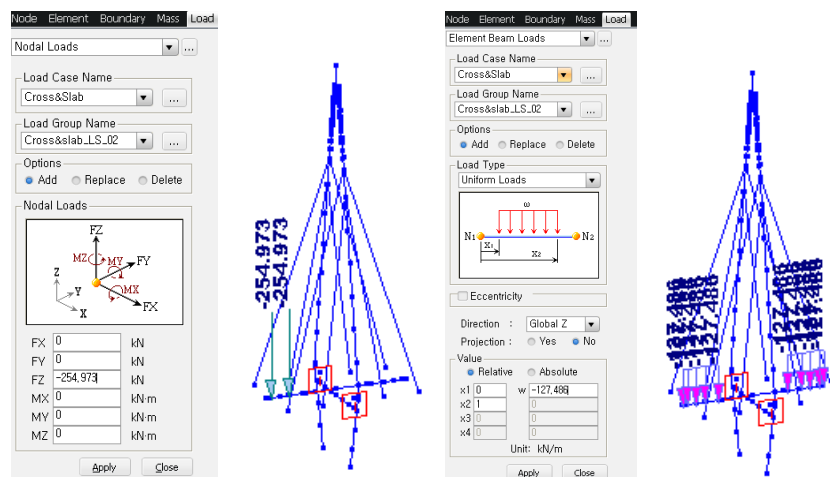 Node Element Boundary Mass Load
Nodal Loads
...
Load Case Name
Cross&Slab
...
Load Group Name
Cross&slab_LS_02
...
Options
Add Replace Delete
Nodal Loads
FZ
MZ MY FY
MX
Z
Y
X
FX
FX 0 kN
FY 0 kN
FZ -254,973 kN
MX 0 kN·m
MY 0 kN·m
MZ 0 kN·m
Apply Close
-254.973
-254.973
Node Element Boundary Mass Load
Element Beam Loads
...
Load Case Name
Cross&Slab
...
Load Group Name
Cross&slab_LS_02
...
Options
Add Replace Delete
Load Type
Uniform Loads
ω
N1 N2
X1
X2
Eccentricity
Direction : Global Z
Projection : Yes No
Value
Relative Absolute
x1 0 w -127,486
x2 1 0
x3 0 0
x4 0 0
Unit: kN/m
Apply Close